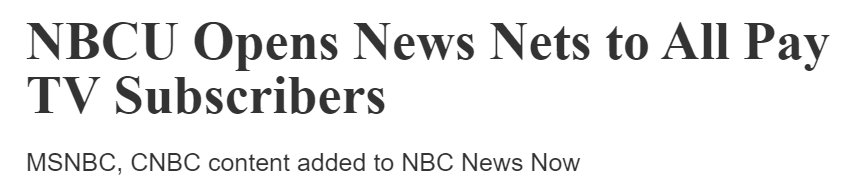 NBCU Opens News Nets to All Pay
TV Subscribers
MSNBC, CNBC content added to NBC News Now